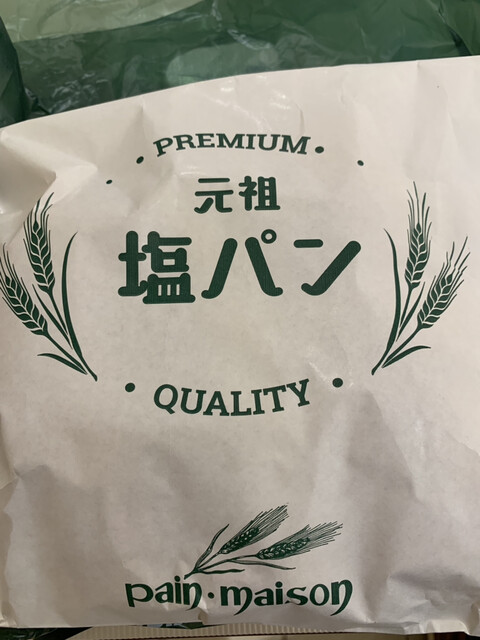 PREMIUM
元祖
塩パン
QUALITY
pain·maison